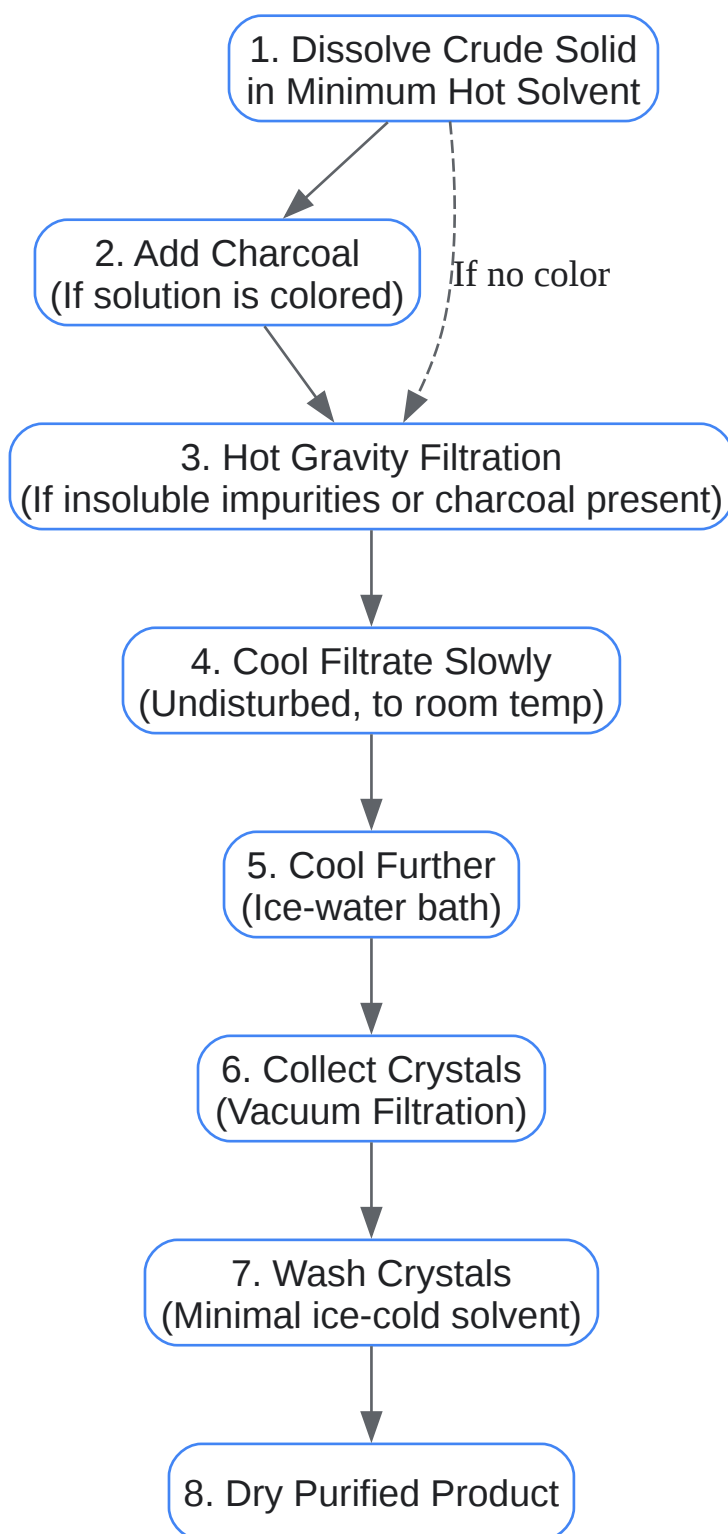 1. Dissolve Crude Solid
in Minimum Hot Solvent
2. Add Charcoal
(If solution is colored)
If no color
3. Hot Gravity Filtration
(If insoluble impurities or charcoal present)
4. Cool Filtrate Slowly
(Undisturbed, to room temp)
5. Cool Further
(Ice-water bath)
6. Collect Crystals
(Vacuum Filtration)
7. Wash Crystals
(Minimal ice-cold solvent)
8. Dry Purified Product